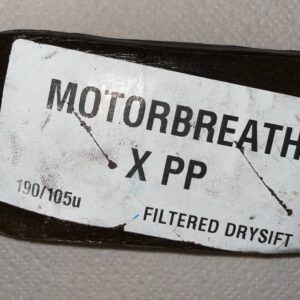 MOTORBREATH
X PP
190/105u
FILTERED DRYSIFT